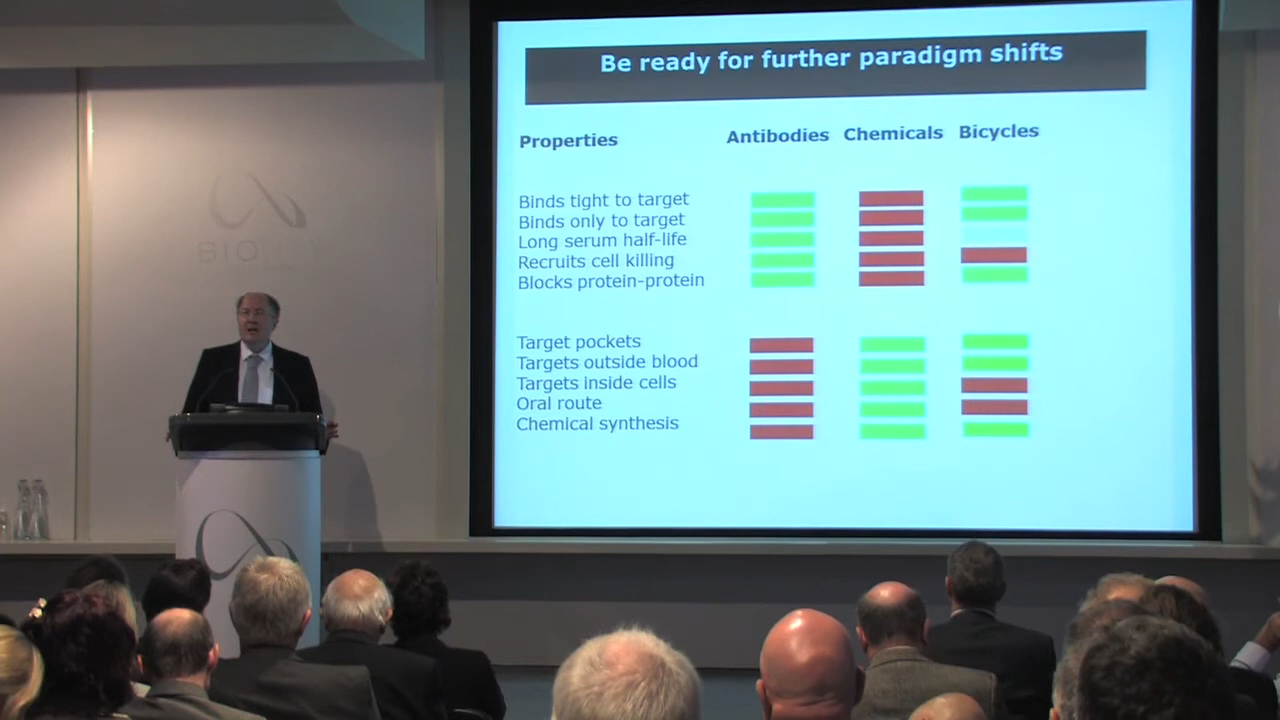 Be ready for further paradigm shifts
Properties Antibodies Chemicals Bicycles
Binds tight to target
Binds only to target
Long serum half-life
Recruits cell killing
Blocks protein-protein
Target pockets
Targets outside blood
Targets inside cells
Oral route
Chemical synthesis